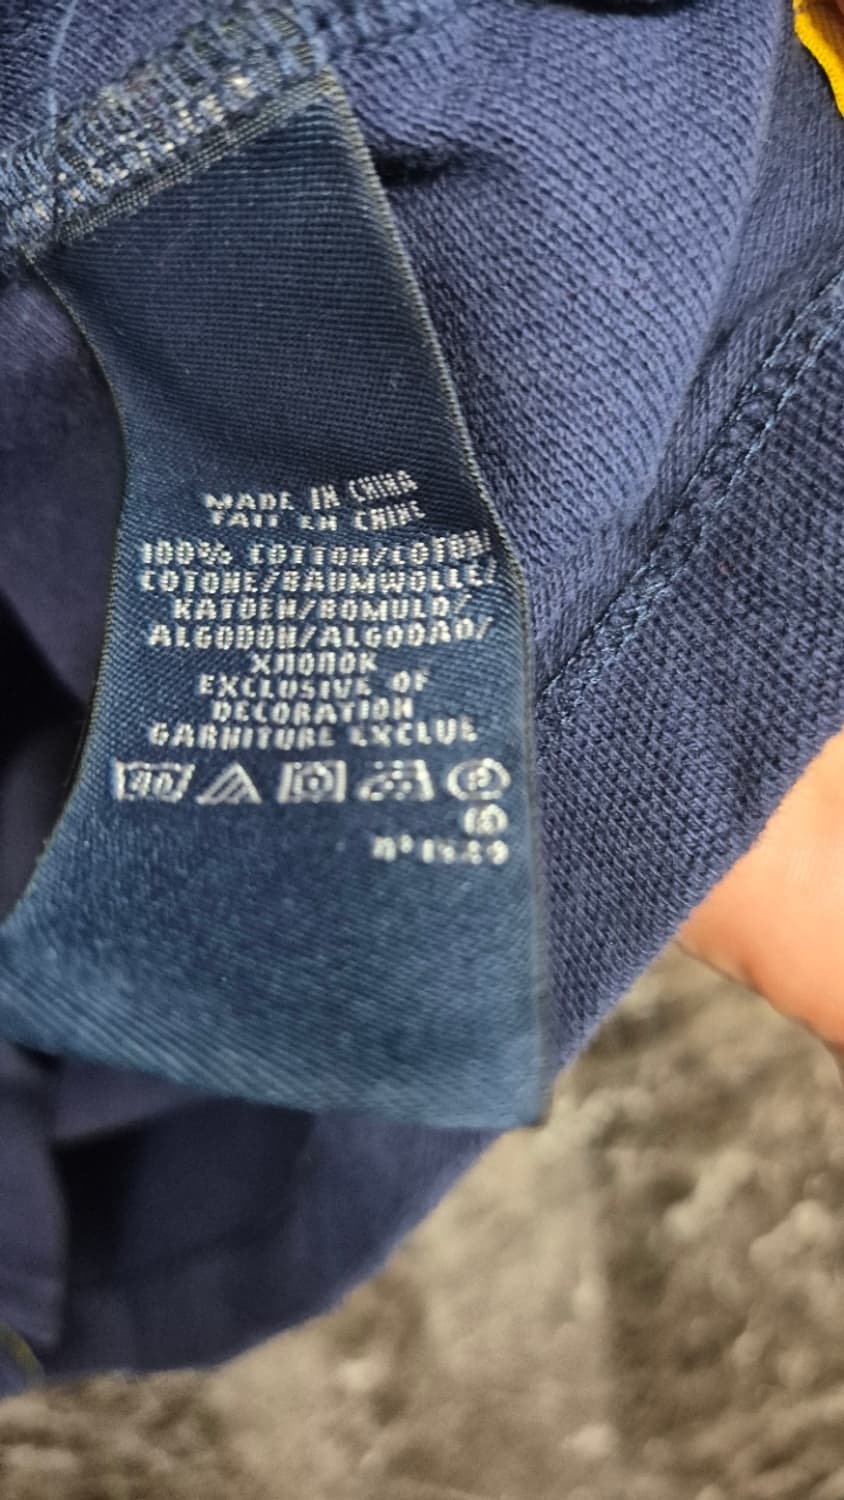 MADE IN CHINA
FAIT EN CHINE
100% COTTON/COTON
COTONE/BAUMWOLLE/
KATOEN/BOMULD/
ALGODON/ALGODAO/
ХЛОПОК
EXCLUSIVE OF
DECORATION
GARNITURE EXCLUE